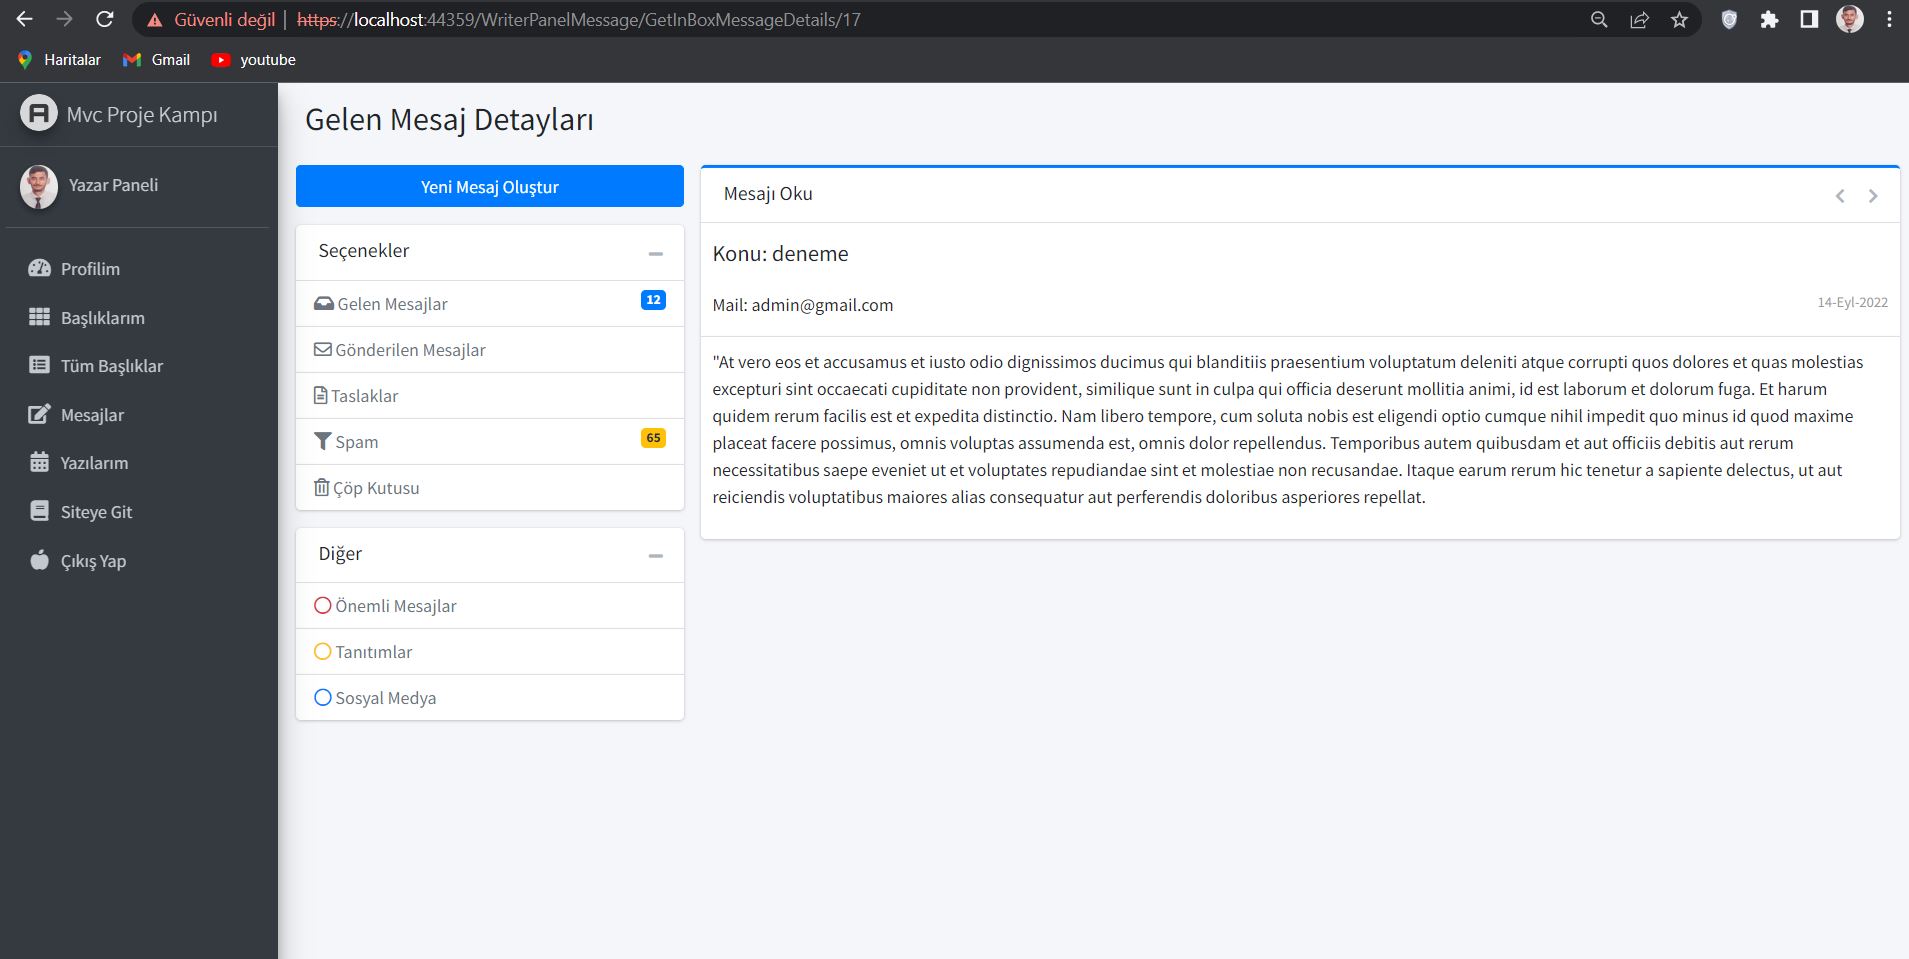 Güvenli değil | https://localhost:44359/WriterPanelMessage/GetInBoxMessageDetails/17
Haritalar Gmail youtube
Mvc Proje Kampı
Yazar Paneli
Profilim
Başlıklarım
Tüm Başlıklar
Mesajlar
Yazılarım
Siteye Git
Çıkış Yap
Gelen Mesaj Detayları
Yeni Mesaj Oluştur
Seçenekler
Gelen Mesajlar 12
Gönderilen Mesajlar
Taslaklar
Spam 65
Çöp Kutusu
Diğer
Önemli Mesajlar
Tanıtımlar
Sosyal Medya
Mesajı Oku
Konu: deneme
Mail: admin@gmail.com 14-Eyl-2022
"At vero eos et accusamus et iusto odio dignissimos ducimus qui blanditiis praesentium voluptatum deleniti atque corrupti quos dolores et quas molestias
excepturi sint occaecati cupiditate non provident, similique sunt in culpa qui officia deserunt mollitia animi, id est laborum et dolorum fuga. Et harum
quidem rerum facilis est et expedita distinctio. Nam libero tempore, cum soluta nobis est eligendi optio cumque nihil impedit quo minus id quod maxime
placeat facere possimus, omnis voluptas assumenda est, omnis dolor repellendus. Temporibus autem quibusdam et aut officiis debitis aut rerum
necessitatibus saepe eveniet ut et voluptates repudiandae sint et molestiae non recusandae. Itaque earum rerum hic tenetur a sapiente delectus, ut aut
reiciendis voluptatibus maiores alias consequatur aut perferendis doloribus asperiores repellat.